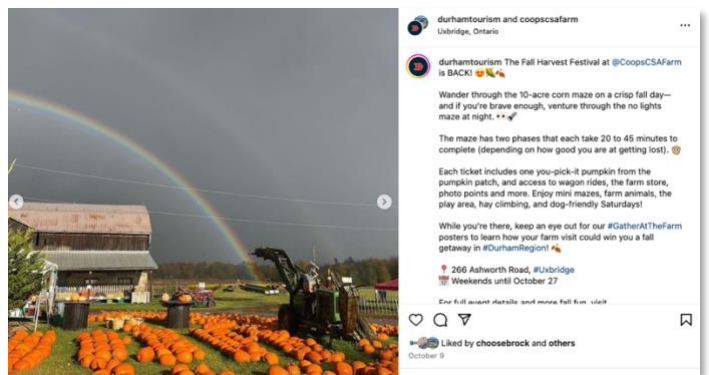 durhamtourism and coopscsafarm
Uxbridge, Ontario
durhamtourism The Fall Harvest Festival at @CoopsCSAFarm
is BACK! 😍🌽🍂
Wander through the 10-acre corn maze on a crisp fall day—
and if you're brave enough, venture through the no lights
maze at night. 👀🚀
The maze has two phases that each take 20 to 45 minutes to
complete (depending on how good you are at getting lost). 🫣
Each ticket includes one you-pick-it pumpkin from the
pumpkin patch, and access to wagon rides, the farm store,
photo points and more. Enjoy mini mazes, farm animals, the
play area, hay climbing, and dog-friendly Saturdays!
While you're there, keep an eye out for our #GatherAtTheFarm
posters to learn how your farm visit could win you a fall
getaway in #DurhamRegion! 🍂
📍 266 Ashworth Road, #Uxbridge
📅 Weekends until October 27
For full event details and more fall fun, visit
Liked by choosebrock and others
October 9